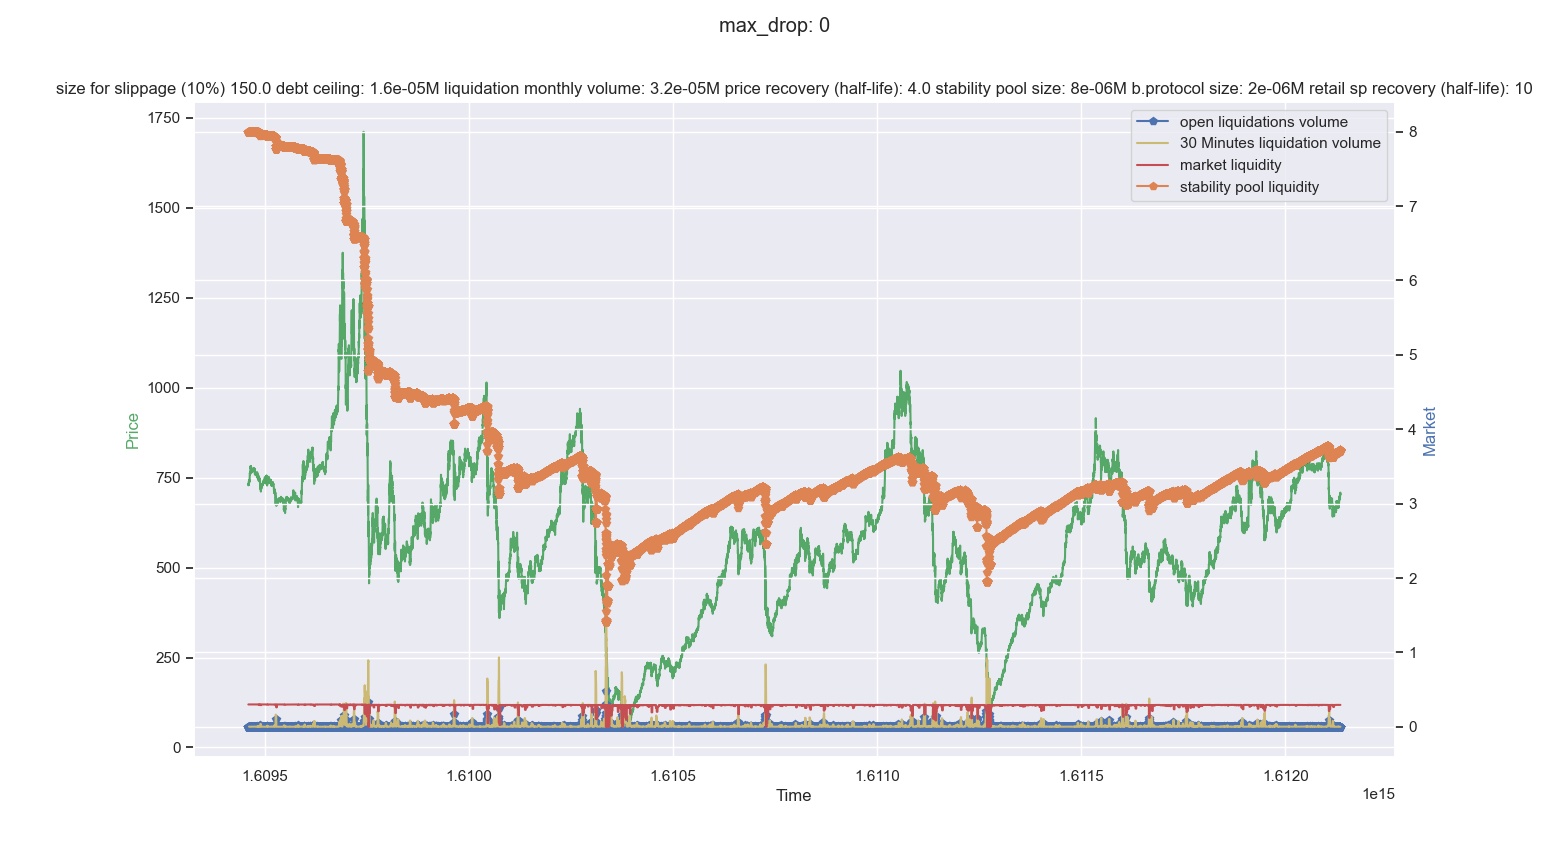 max_drop: 0
size for slippage (10%) 150.0 debt ceiling: 1.6e-05M liquidation monthly volume: 3.2e-05M price recovery (half-life): 4.0 stability pool size: 8e-06M b.protocol size: 2e-06M retail sp recovery (half-life): 10
open liquidations volume
30 Minutes liquidation volume
market liquidity
stability pool liquidity
1750
1500
1250
1000
750
500
250
0
Price
8
7
6
5
4
3
2
1
0
Market
1.6095 1.6100 1.6105 1.6110 1.6115 1.6120
Time
1e15